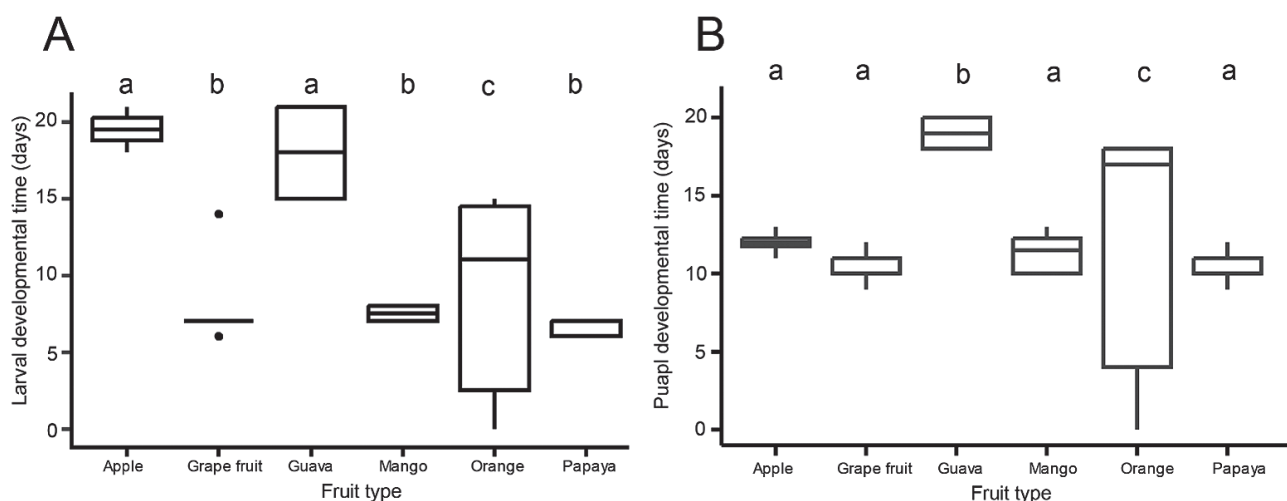 A
a b a b c b
Larval developmental time (days)
20
15
10
5
0
Apple Grape fruit Guava Mango Orange Papaya
Fruit type
B
a a b a c a
Puapl developmental time (days)
20
15
10
5
0
Apple Grape fruit Guava Mango Orange Papaya
Fruit type